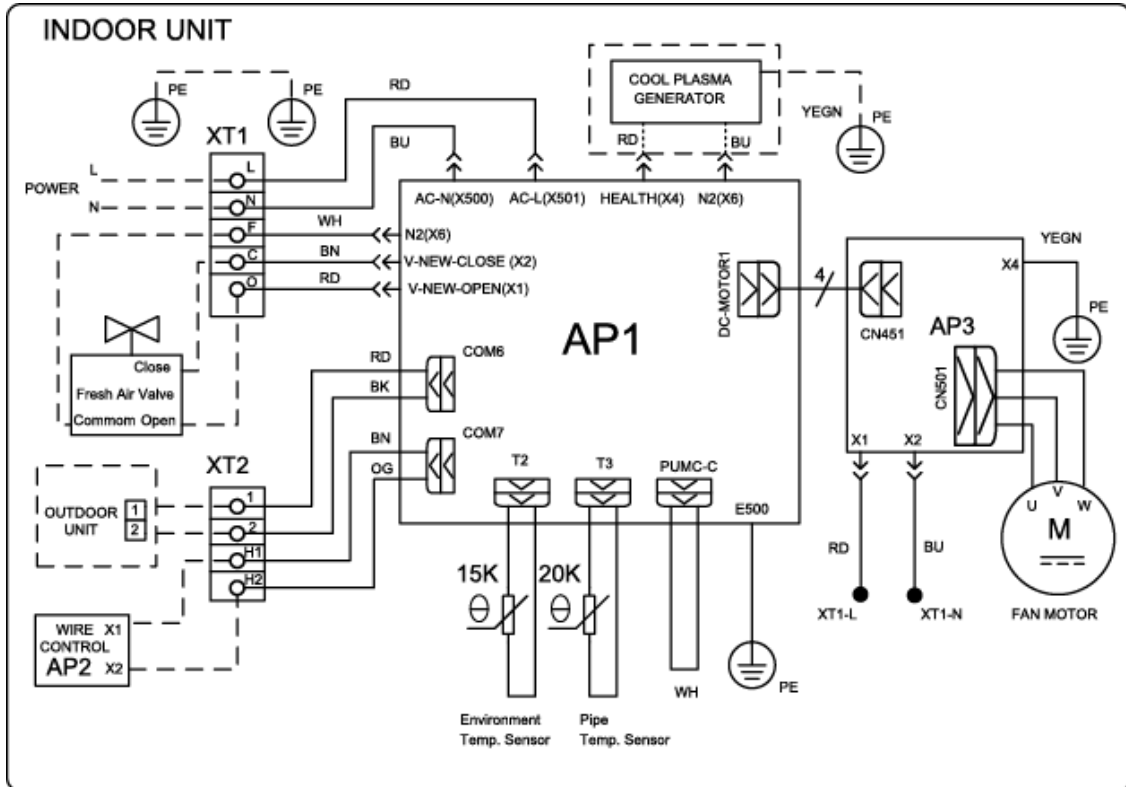 INDOOR UNIT
PE
PE
RD
BU
XT1
L
N
F
C
O
POWER
L
N
WH
BN
RD
COOL PLASMA
GENERATOR
RD
BU
YEGN
PE
AC-N(X500)
AC-L(X501)
HEALTH(X4)
N2(X6)
N2(X6)
V-NEW-CLOSE (X2)
V-NEW-OPEN(X1)
AP1
DC-MOTOR1
4
CN451
AP3
X4
YEGN
PE
CN501
X1
X2
Close
Fresh Air Valve
Commom Open
RD
BK
COM6
BN
OG
COM7
XT2
1
2
H1
H2
OUTDOOR
UNIT
1
2
WIRE X1
CONTROL
AP2 X2
T2
T3
PUMC-C
E500
15K
20K
WH
PE
Environment
Temp. Sensor
Pipe
Temp. Sensor
RD
BU
XT1-L
XT1-N
U
V
W
M
FAN MOTOR